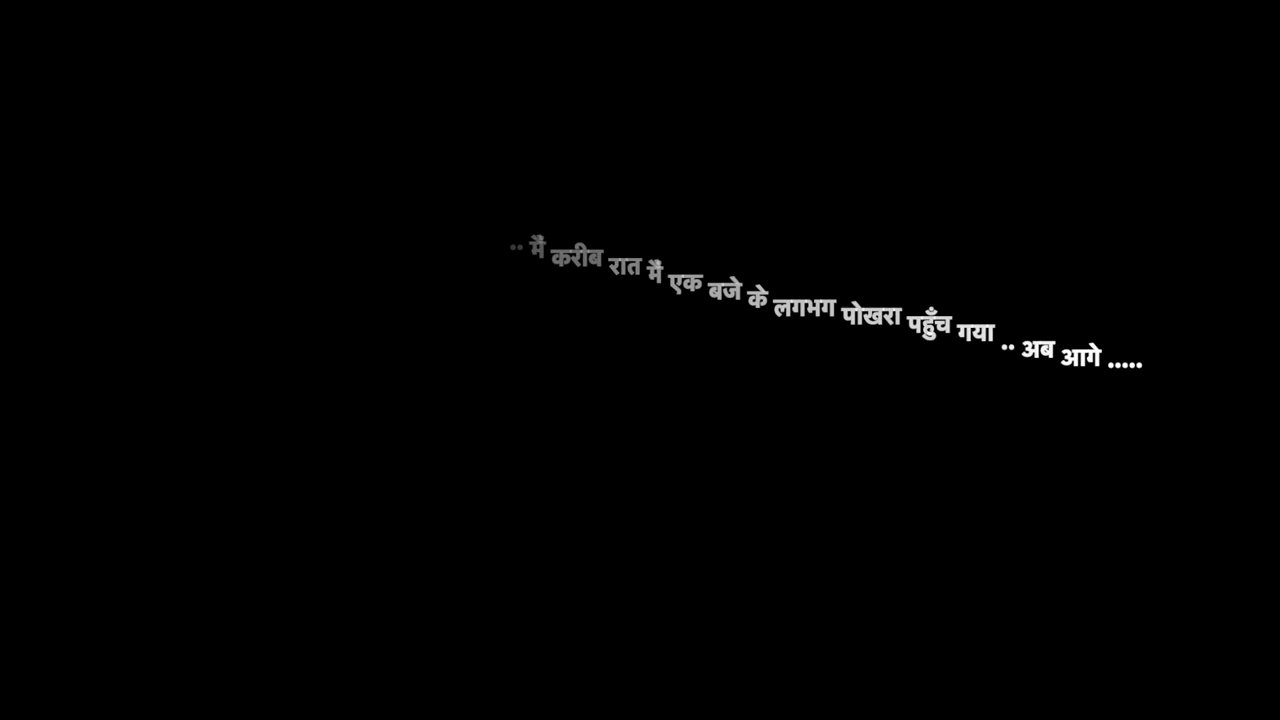 .. मैं करीब रात मैं एक बजे के लगभग पोखरा पहुँच गया .. अब आगे .....